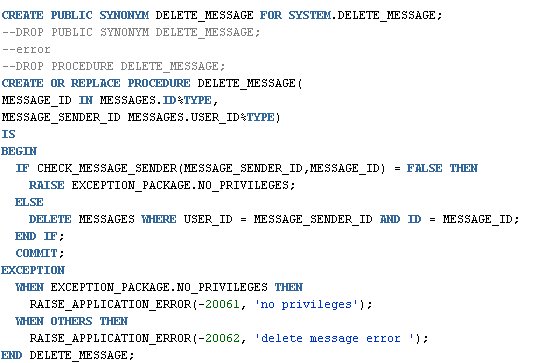 CREATE PUBLIC SYNONYM DELETE_MESSAGE FOR SYSTEM.DELETE_MESSAGE;
--DROP PUBLIC SYNONYM DELETE_MESSAGE;
--error
--DROP PROCEDURE DELETE_MESSAGE;
CREATE OR REPLACE PROCEDURE DELETE_MESSAGE(
MESSAGE_ID IN MESSAGES.ID%TYPE,
MESSAGE_SENDER_ID MESSAGES.USER_ID%TYPE)
IS
BEGIN
  IF CHECK_MESSAGE_SENDER(MESSAGE_SENDER_ID,MESSAGE_ID) = FALSE THEN
    RAISE EXCEPTION_PACKAGE.NO_PRIVILEGES;
  ELSE
    DELETE MESSAGES WHERE USER_ID = MESSAGE_SENDER_ID AND ID = MESSAGE_ID;
  END IF;
  COMMIT;
EXCEPTION
  WHEN EXCEPTION_PACKAGE.NO_PRIVILEGES THEN
    RAISE_APPLICATION_ERROR(-20061, 'no privileges');
  WHEN OTHERS THEN
    RAISE_APPLICATION_ERROR(-20062, 'delete message error ');
END DELETE_MESSAGE;